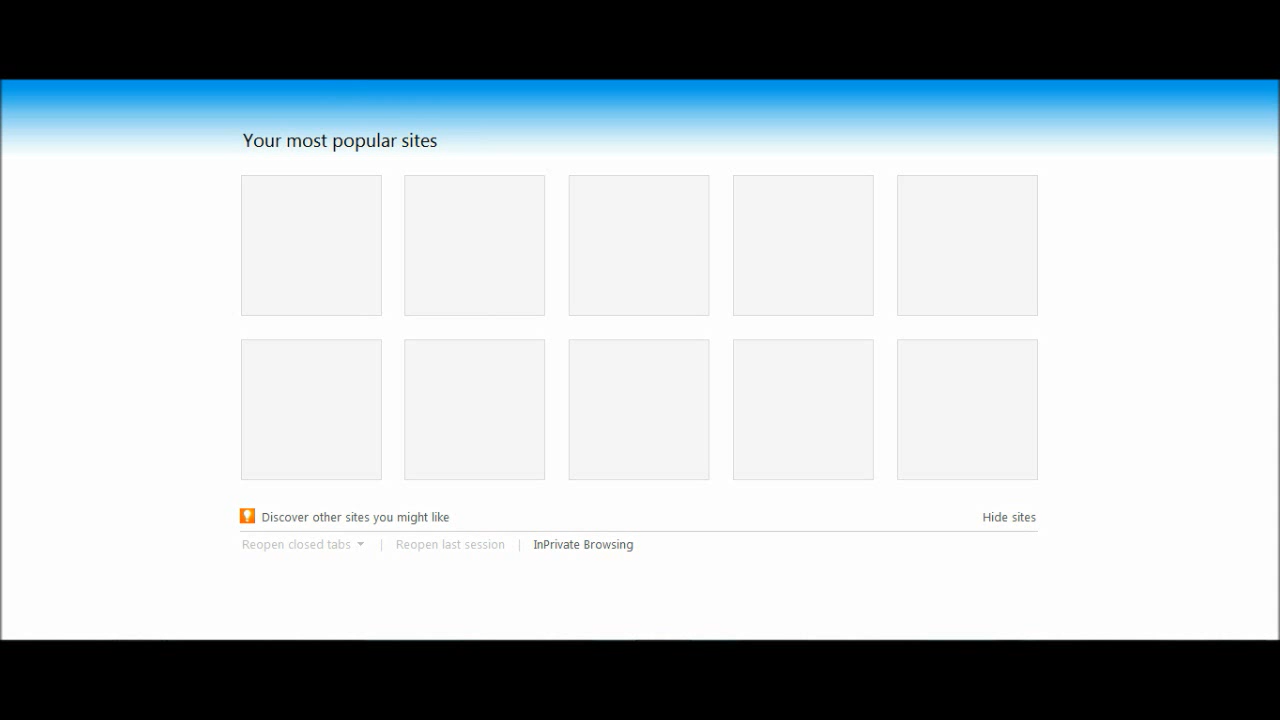 Your most popular sites
Discover other sites you might like
Hide sites
Reopen closed tabs | Reopen last session | InPrivate Browsing